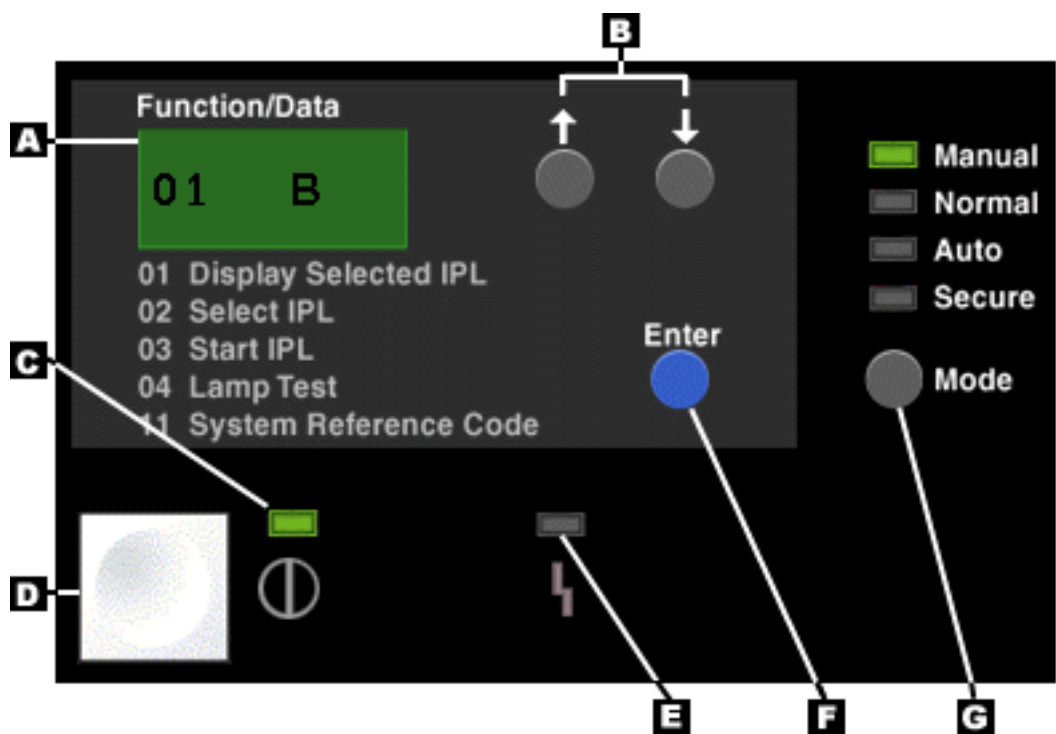 B
Function/Data
A
01 B
Manual
Normal
Auto
Secure
01 Display Selected IPL
02 Select IPL
03 Start IPL
04 Lamp Test
11 System Reference Code
Enter
Mode
C
D
E
F
G